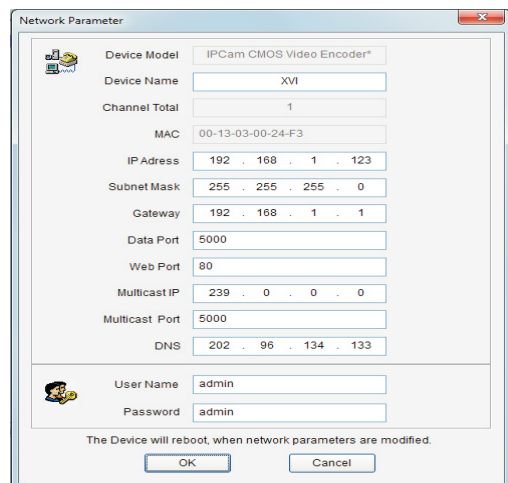 Network Parameter
Device Model IPCam CMOS Video Encoder*
Device Name XVI
Channel Total 1
MAC 00-13-03-00-24-F3
IP Adress 192 . 168 . 1 . 123
Subnet Mask 255 . 255 . 255 . 0
Gateway 192 . 168 . 1 . 1
Data Port 5000
Web Port 80
Multicast IP 239 . 0 . 0 . 0
Multicast Port 5000
DNS 202 . 96 . 134 . 133
User Name admin
Password admin
The Device will reboot, when network parameters are modified.
OK Cancel